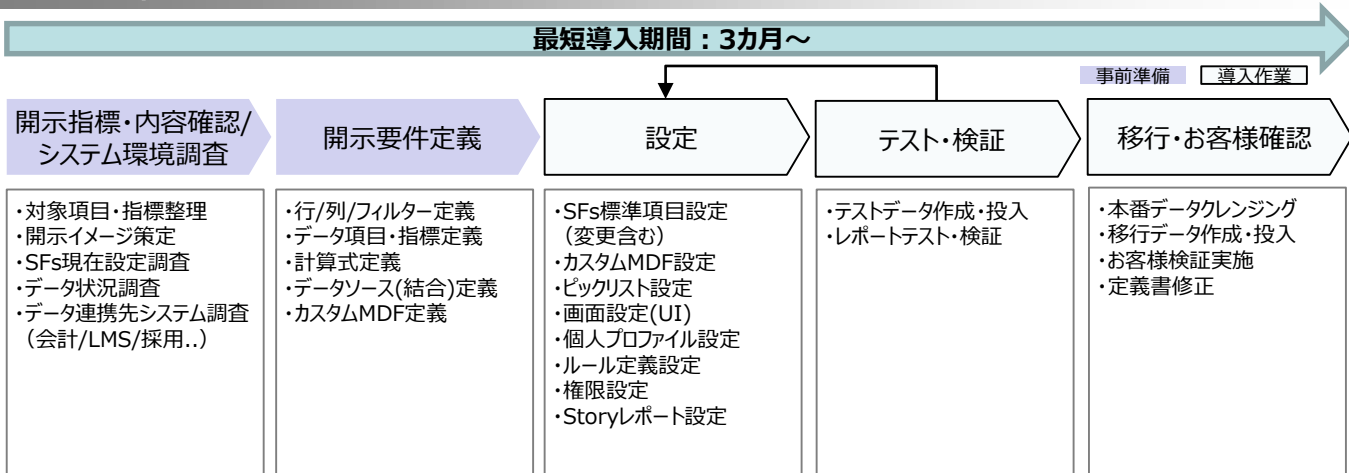 最短導入期間：3カ月～
事前準備
導入作業
開示指標・内容確認/
システム環境調査
開示要件定義
設定
テスト・検証
移行・お客様確認
・対象項目・指標整理
・開示イメージ策定
・SFs現在設定調査
・データ状況調査
・データ連携先システム調査
（会計/LMS/採用..）
・行/列/フィルター定義
・データ項目・指標定義
・計算式定義
・データソース(結合)定義
・カスタムMDF定義
・SFs標準項目設定
（変更含む）
・カスタムMDF設定
・ピックリスト設定
・画面設定(UI)
・個人プロファイル設定
・ルール定義設定
・権限設定
・Storyレポート設定
・テストデータ作成・投入
・レポートテスト・検証
・本番データクレンジング
・移行データ作成・投入
・お客様検証実施
・定義書修正